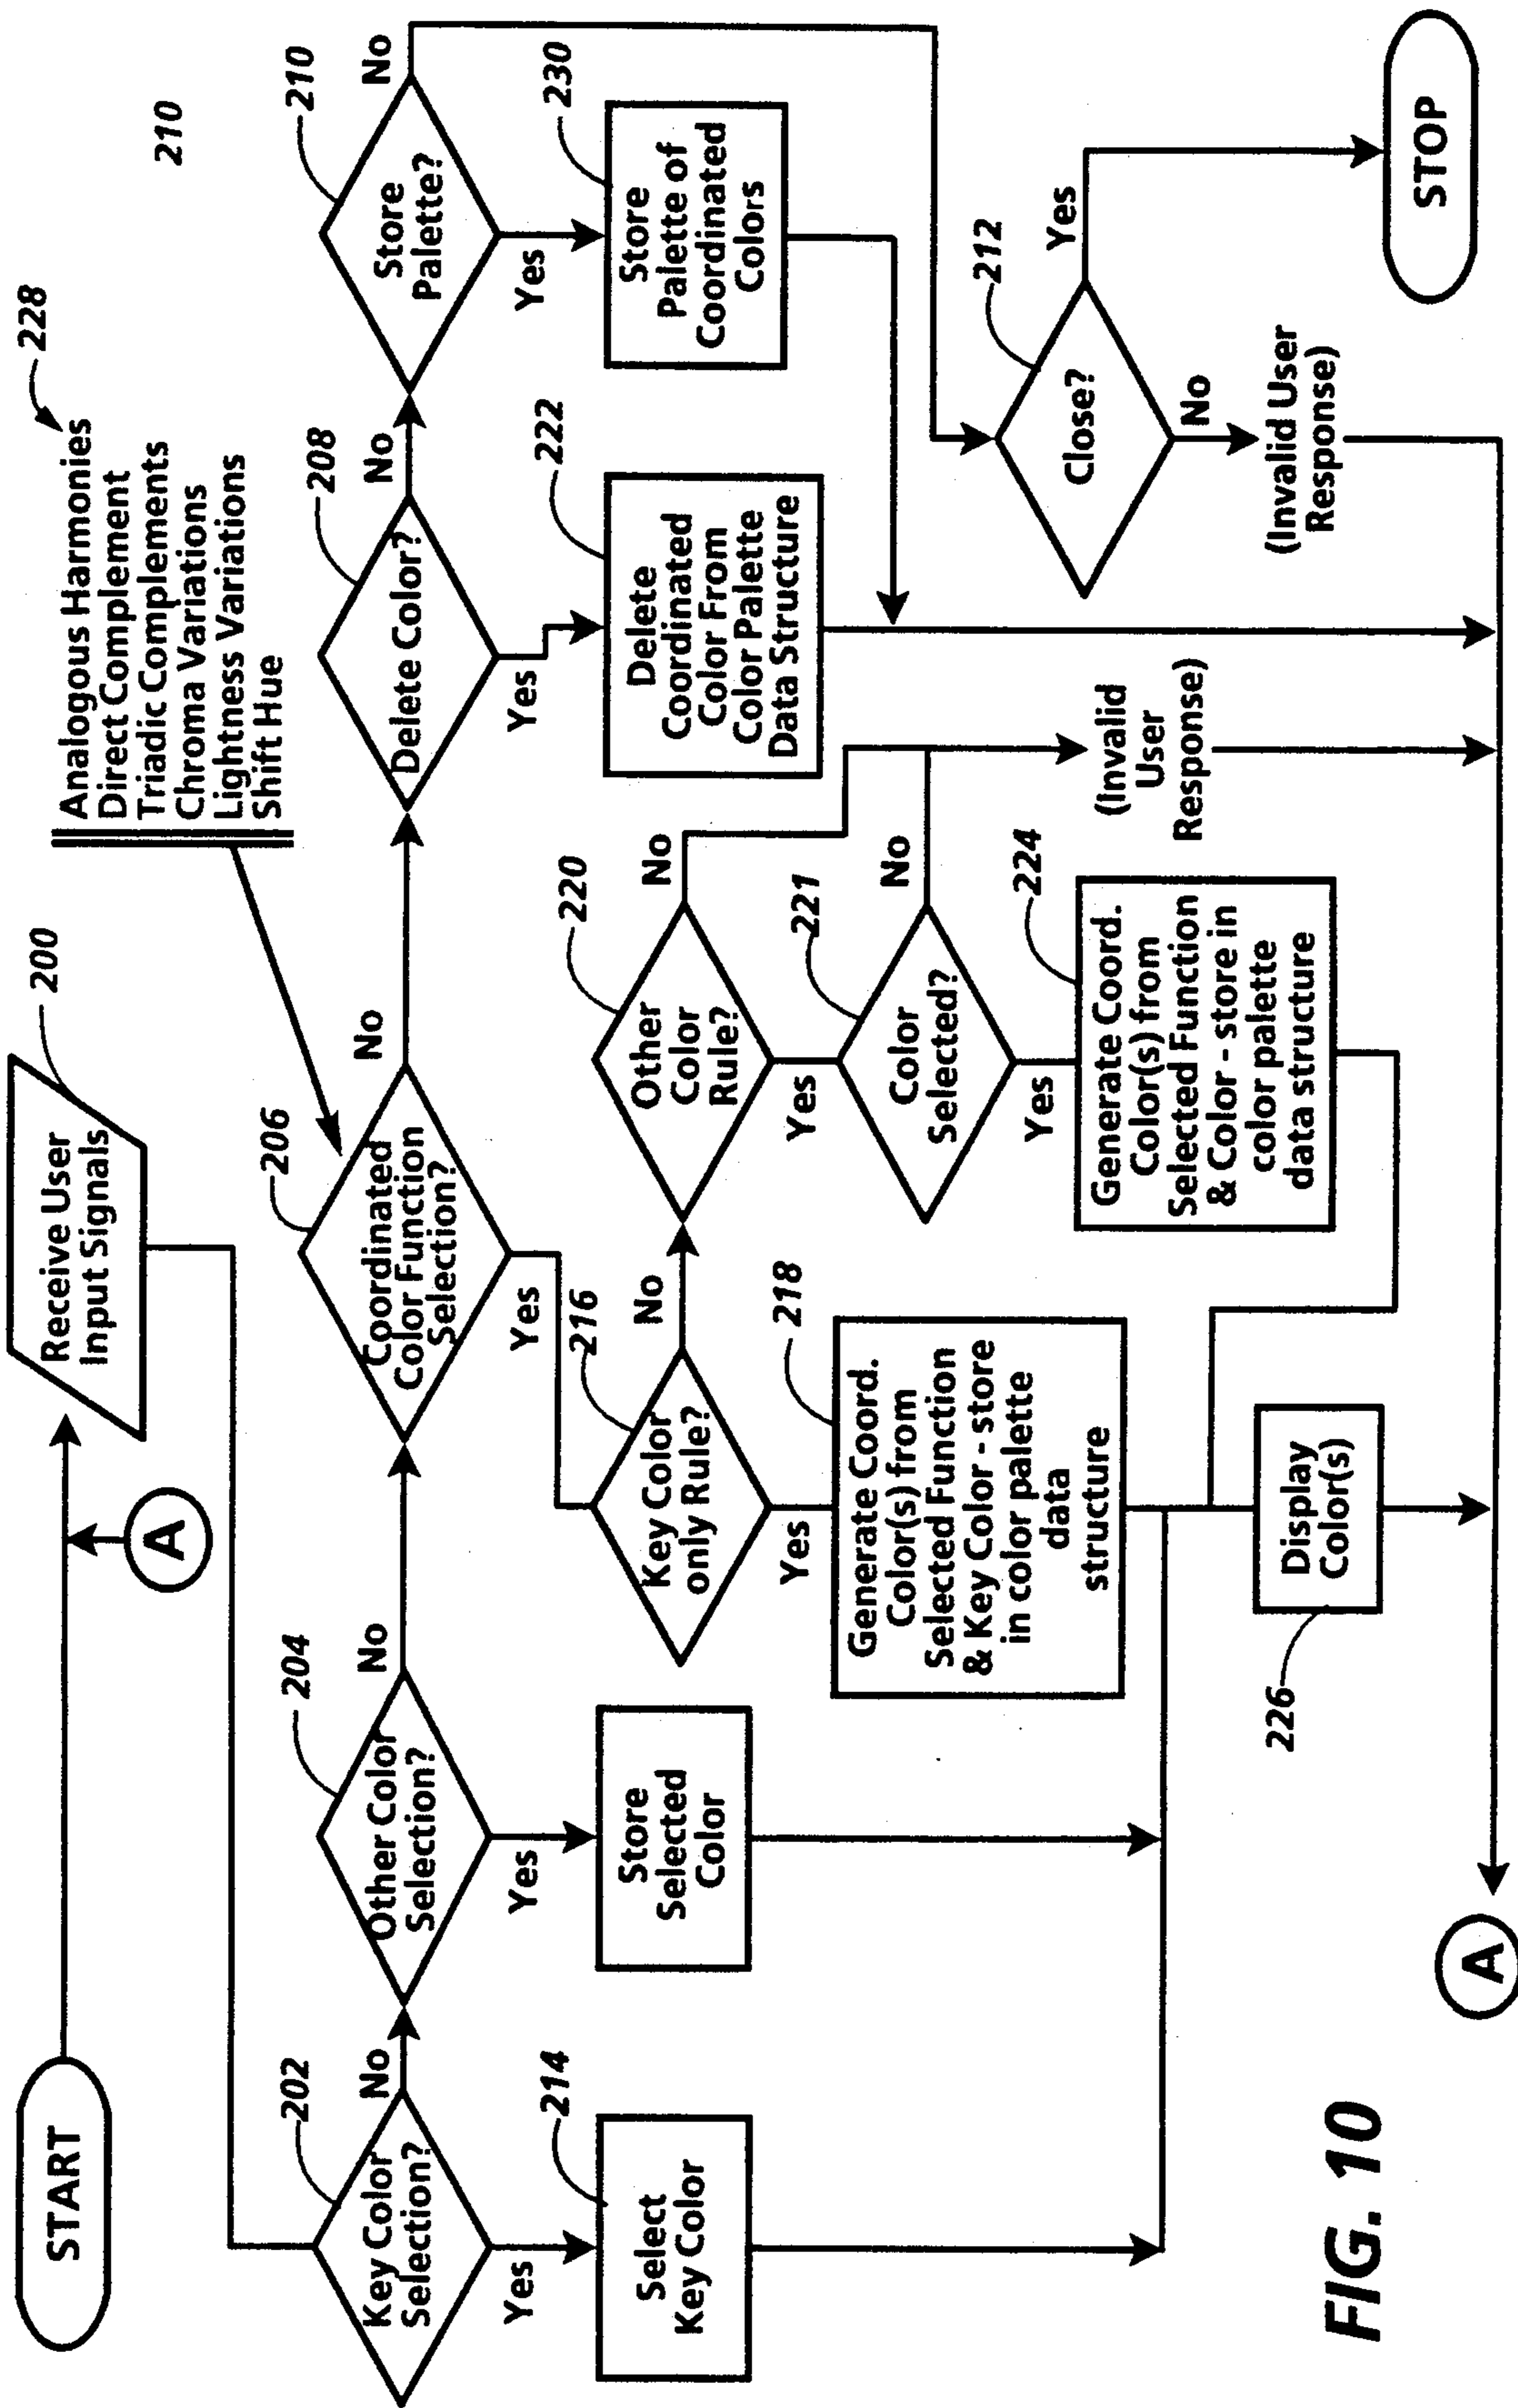 START
Receive User
Input Signals
200
A
Analogous Harmonies
Direct Complement
Triadic Complements
Chroma Variations
Lightness Variations
Shift Hue
228
210
202
Key Color
Selection?
No
Yes
204
Other Color
Selection?
No
Yes
206
Coordinated
Color Function
Selection?
No
Yes
208
Delete Color?
No
Yes
210
Store
Palette?
No
Yes
214
Select
Key Color
Store
Selected
Color
216
Key Color
only Rule?
No
Yes
220
Other
Color
Rule?
No
Yes
222
Delete
Coordinated
Color From
Color Palette
Data Structure
230
Store
Palette of
Coordinated
Colors
218
Generate Coord.
Color(s) from
Selected Function
& Key Color - store
in color palette
data
structure
221
Color
Selected?
No
Yes
224
Generate Coord.
Color(s) from
Selected Function
& Color - store in
color palette
data structure
(Invalid
User
Response)
212
Close?
Yes
No
(Invalid User
Response)
STOP
226
Display
Color(s)
A
FIG. 10